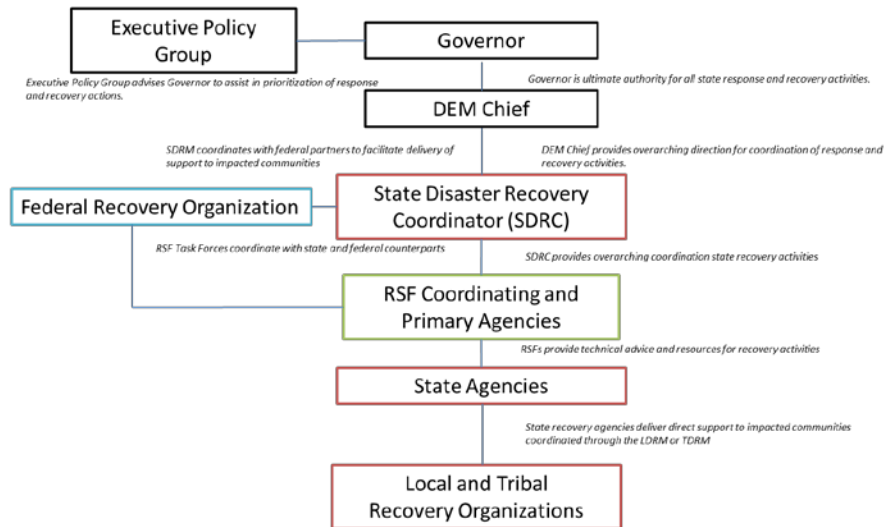 Executive Policy
Group
Governor
Executive Policy Group advises Governor to assist in prioritization of response
and recovery actions.
Governor is ultimate authority for all state response and recovery activities.
DEM Chief
SDRM coordinates with federal partners to facilitate delivery of
support to impacted communities
DEM Chief provides overarching direction for coordination of response and
recovery activities.
Federal Recovery Organization
State Disaster Recovery
Coordinator (SDRC)
RSF Task Forces coordinate with state and federal counterparts
SDRC provides overarching coordination state recovery activities
RSF Coordinating and
Primary Agencies
RSFs provide technical advice and resources for recovery activities
State Agencies
State recovery agencies deliver direct support to impacted communities
coordinated through the LDRM or TDRM
Local and Tribal
Recovery Organizations